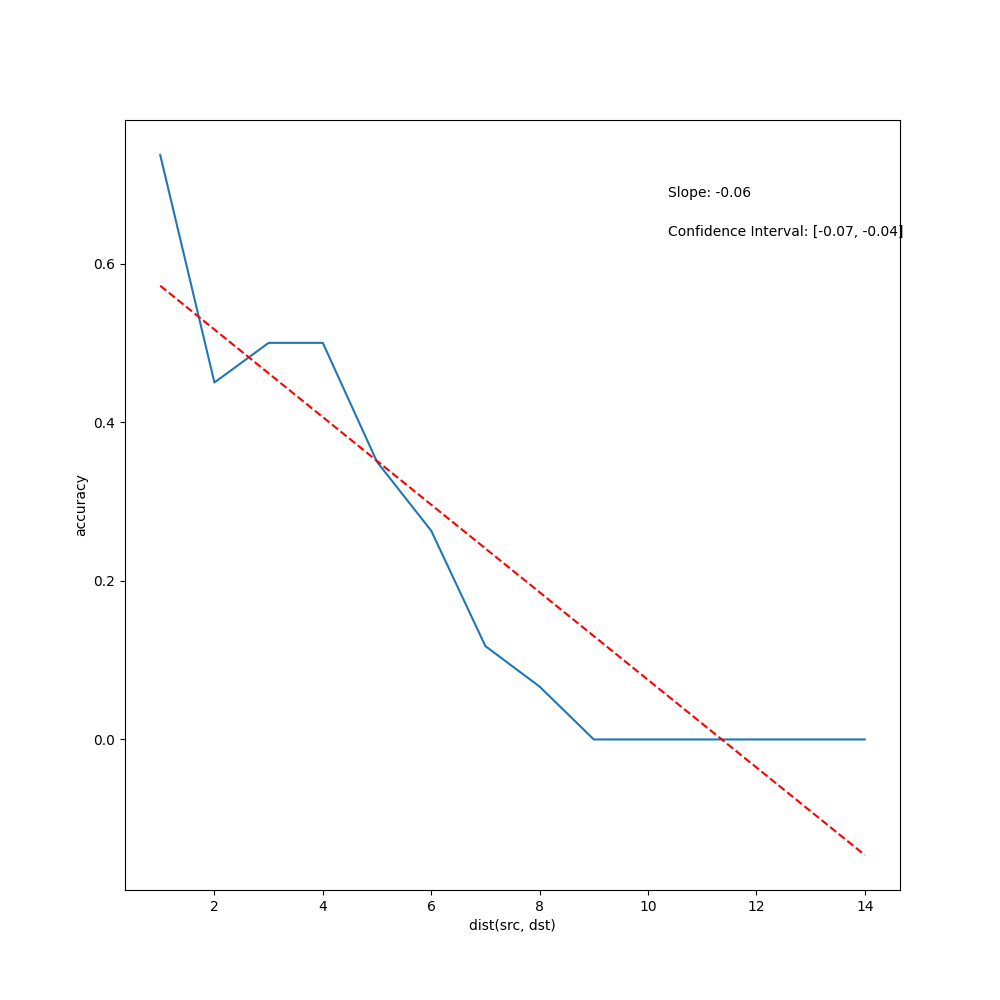 Slope: -0.06
Confidence Interval: [-0.07, -0.04]
accuracy
0.6
0.4
0.2
0.0
2 4 6 8 10 12 14
dist(src, dst)